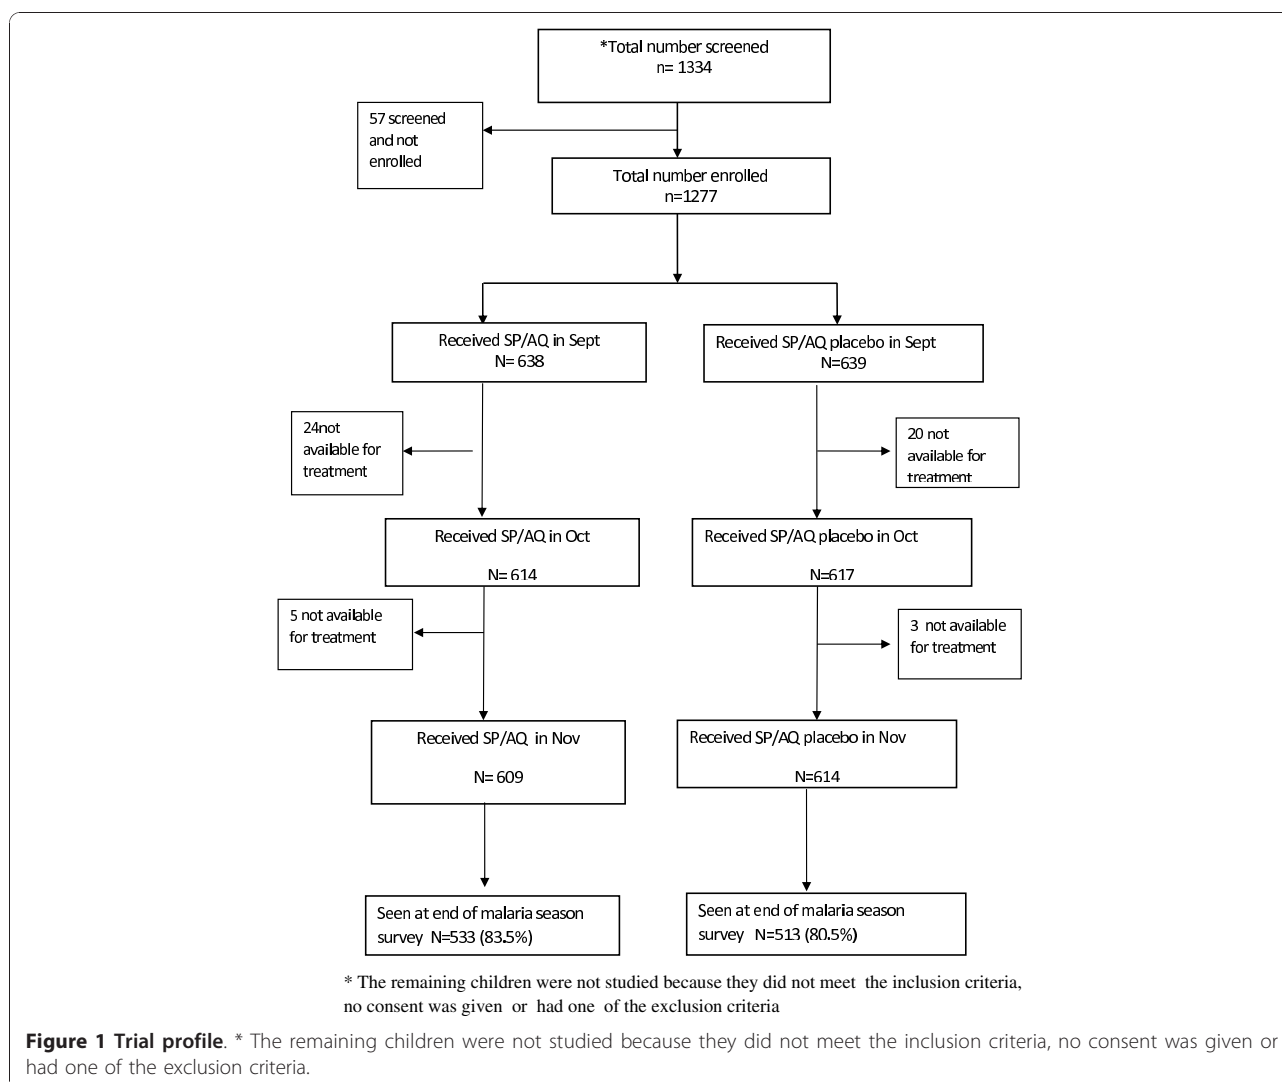 *Total number screened
n= 1334
57 screened
and not
enrolled
Total number enrolled
n=1277
Received SP/AQ in Sept
N= 638
Received SP/AQ placebo in Sept
N=639
24not
available for
treatment
20 not
available for
treatment
Received SP/AQ in Oct
N= 614
Received SP/AQ placebo in Oct
N=617
5 not available
for treatment
3 not available
for treatment
Received SP/AQ in Nov
N= 609
Received SP/AQ placebo in Nov
N=614
Seen at end of malaria season
survey N=533 (83.5%)
Seen at end of malaria season
survey N=513 (80.5%)
* The remaining children were not studied because they did not meet the inclusion criteria,
no consent was given or had one of the exclusion criteria
Figure 1 Trial profile. * The remaining children were not studied because they did not meet the inclusion criteria, no consent was given or
had one of the exclusion criteria.